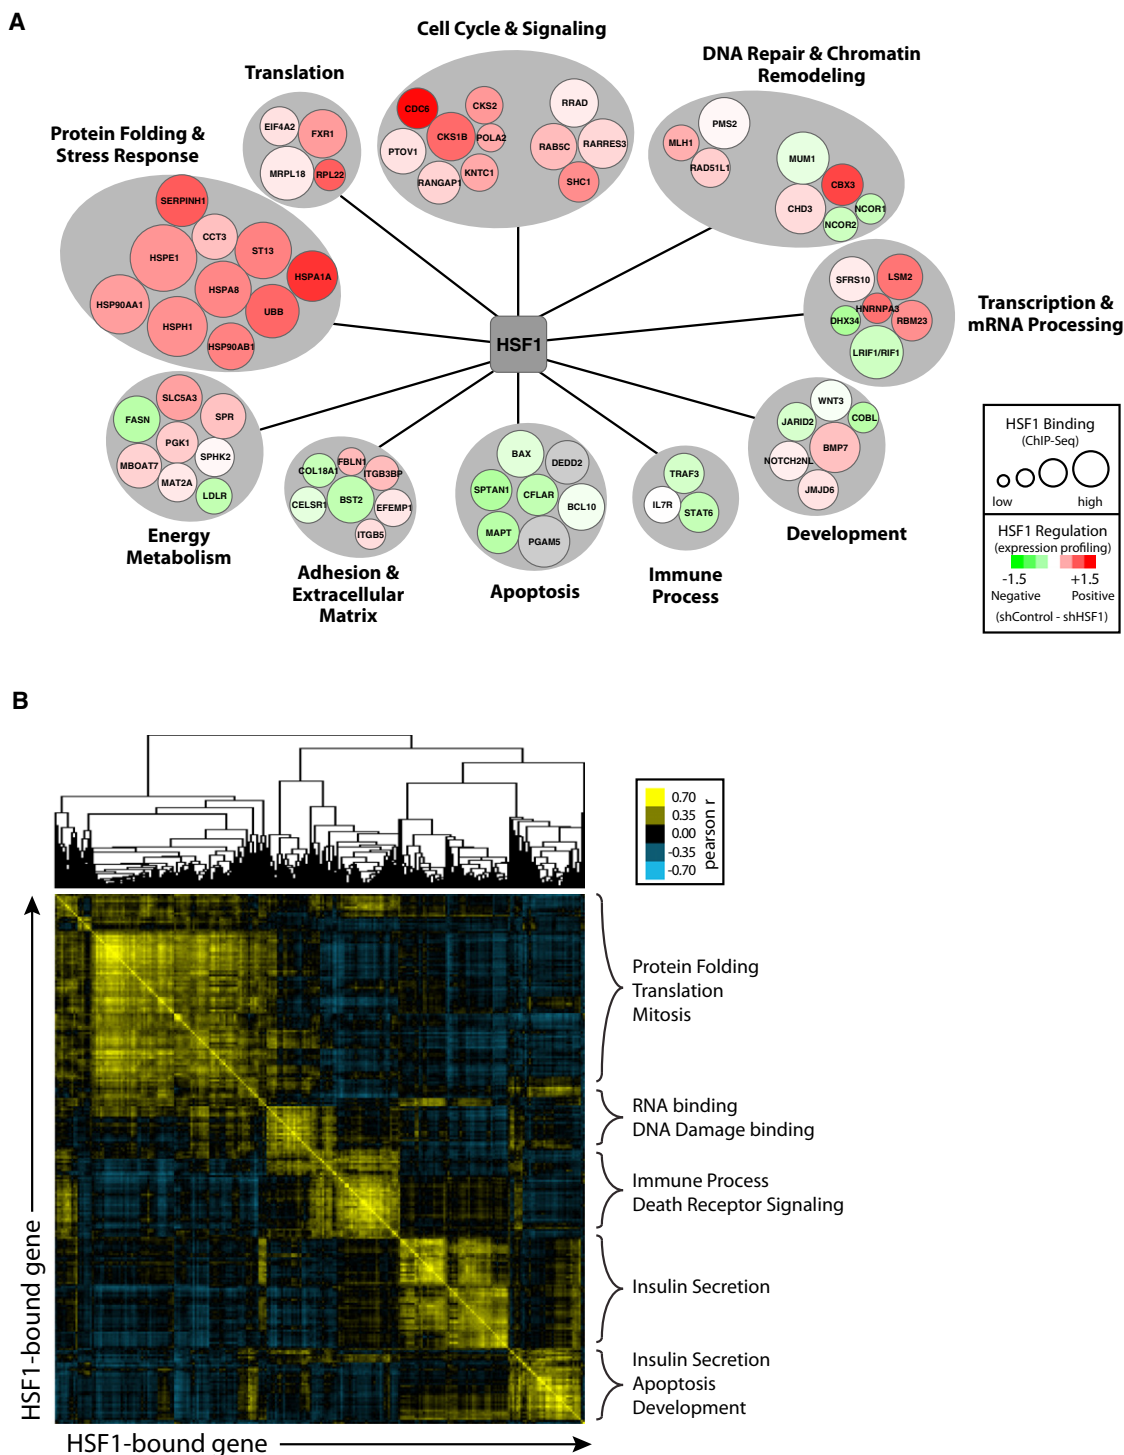 A
Cell Cycle & Signaling
Translation
DNA Repair & Chromatin
Remodeling
Protein Folding &
Stress Response
EIF4A2
FXR1
MRPL18
RPL22
CDC6
CKS2
CKS1B
POLA2
PTOV1
RANGAP1
KNTC1
RRAD
RAB5C
RARRES3
SHC1
PMS2
MLH1
RAD51L1
MUM1
CBX3
CHD3
NCOR1
NCOR2
SERPINH1
CCT3
HSPE1
ST13
HSPA1A
HSPA8
HSP90AA1
UBB
HSPH1
HSP90AB1
HSF1
SFRS10
LSM2
HNRNPA3
DHX34
RBM23
LRIF1/RIF1
Transcription &
mRNA Processing
SLC5A3
FASN
SPR
PGK1
SPHK2
MBOAT7
MAT2A
LDLR
Energy
Metabolism
FBLN1
COL18A1
ITGB3BP
BST2
CELSR1
EFEMP1
ITGB5
Adhesion &
Extracellular
Matrix
BAX
DEDD2
SPTAN1
CFLAR
BCL10
MAPT
PGAM5
Apoptosis
TRAF3
IL7R
STAT6
Immune
Process
WNT3
JARID2
COBL
BMP7
NOTCH2NL
JMJD6
Development
HSF1 Binding
(ChIP-Seq)
low high
HSF1 Regulation
(expression profiling)
-1.5 +1.5
Negative Positive
(shControl - shHSF1)
B
0.70
0.35
0.00
-0.35
-0.70
pearson r
Protein Folding
Translation
Mitosis
RNA binding
DNA Damage binding
Immune Process
Death Receptor Signaling
Insulin Secretion
Insulin Secretion
Apoptosis
Development
HSF1-bound gene
HSF1-bound gene